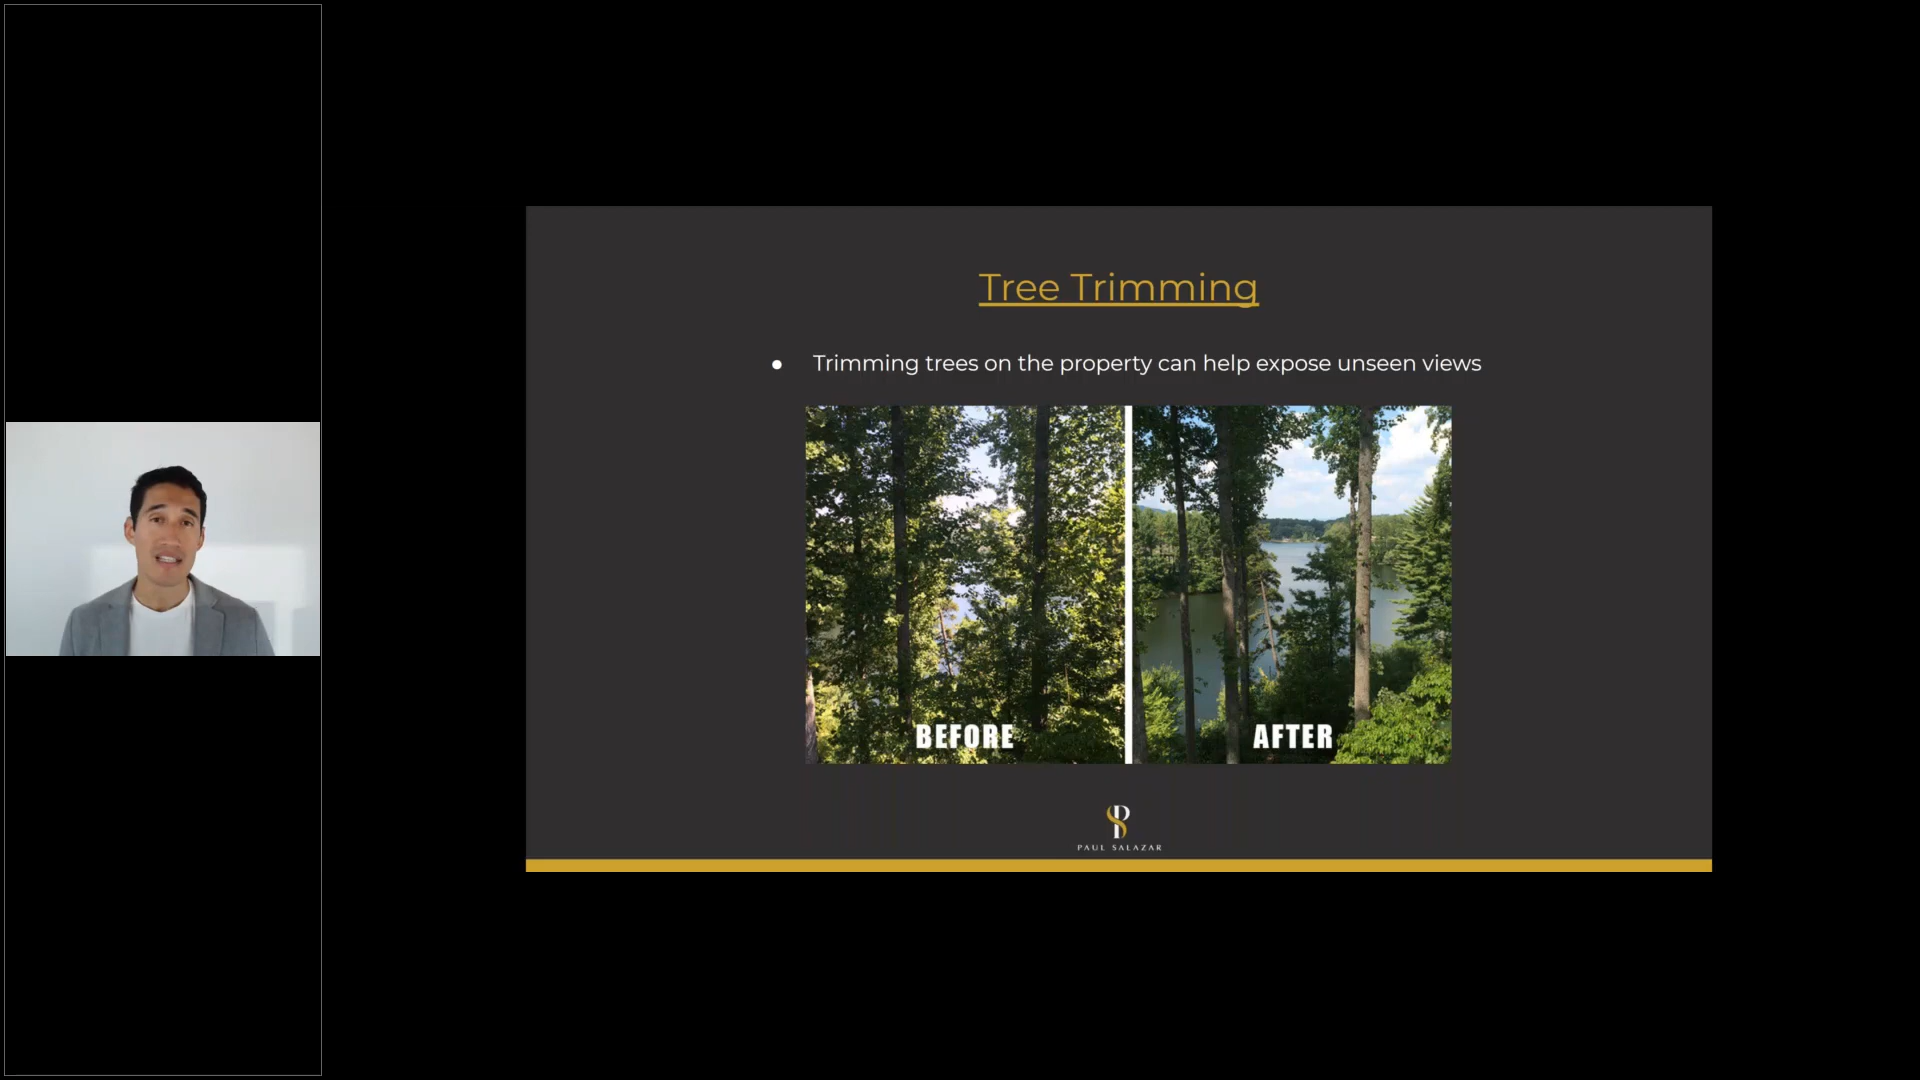 Tree Trimming
● Trimming trees on the property can help expose unseen views
BEFORE
AFTER
PAUL SALAZAR